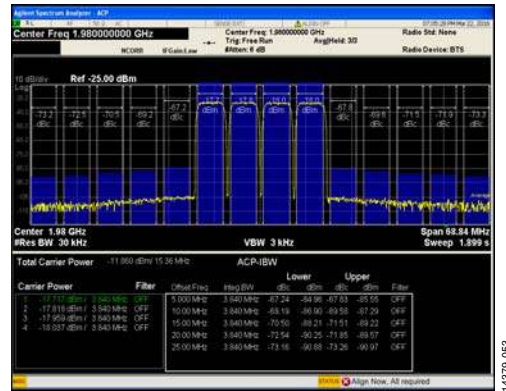 Agilent Spectrum Analyzer - ACP
Center Freq 1.980000000 GHz
Center Freq: 1.980000000 GHz
Radio Std: None
Trig: Free Run
Avg|Held: 3/3
NCORR
IFGain:Low
#Atten: 6 dB
Radio Device: BTS
10 dB/div
Ref -25.00 dBm
Log
-73.2 dBc
-72.5 dBc
-70.5 dBc
-69.2 dBc
-67.2 dBc
-17.7 dBm
dBm
-18.0 dBm
-18.0 dBm
-67.8 dBc
-69.6 dBc
-71.5 dBc
-71.9 dBc
-73.3 dBc
Average
Center 1.98 GHz
Span 68.84 MHz
#Res BW 30 kHz
VBW 3 kHz
Sweep 1.899 s
Total Carrier Power
-11.860 dBm/ 15.36 MHz
ACP-IBW
Lower
Upper
Carrier Power
Filter
Offset Freq
Integ BW
dBc
dBm
dBc
dBm
Filter
1 -17.717 dBm / 3.840 MHz OFF
5.000 MHz 3.840 MHz -67.24 -84.96 -67.83 -85.55 OFF
2 -17.818 dBm / 3.840 MHz OFF
10.00 MHz 3.840 MHz -69.19 -86.90 -69.58 -87.29 OFF
3 -17.959 dBm / 3.840 MHz OFF
15.00 MHz 3.840 MHz -70.50 -88.21 -71.51 -89.22 OFF
4 -18.037 dBm / 3.840 MHz OFF
20.00 MHz 3.840 MHz -72.54 -90.25 -71.85 -89.57 OFF
25.00 MHz 3.840 MHz -73.16 -90.88 -73.26 -90.97 OFF
MSG
STATUS
Align Now, All required